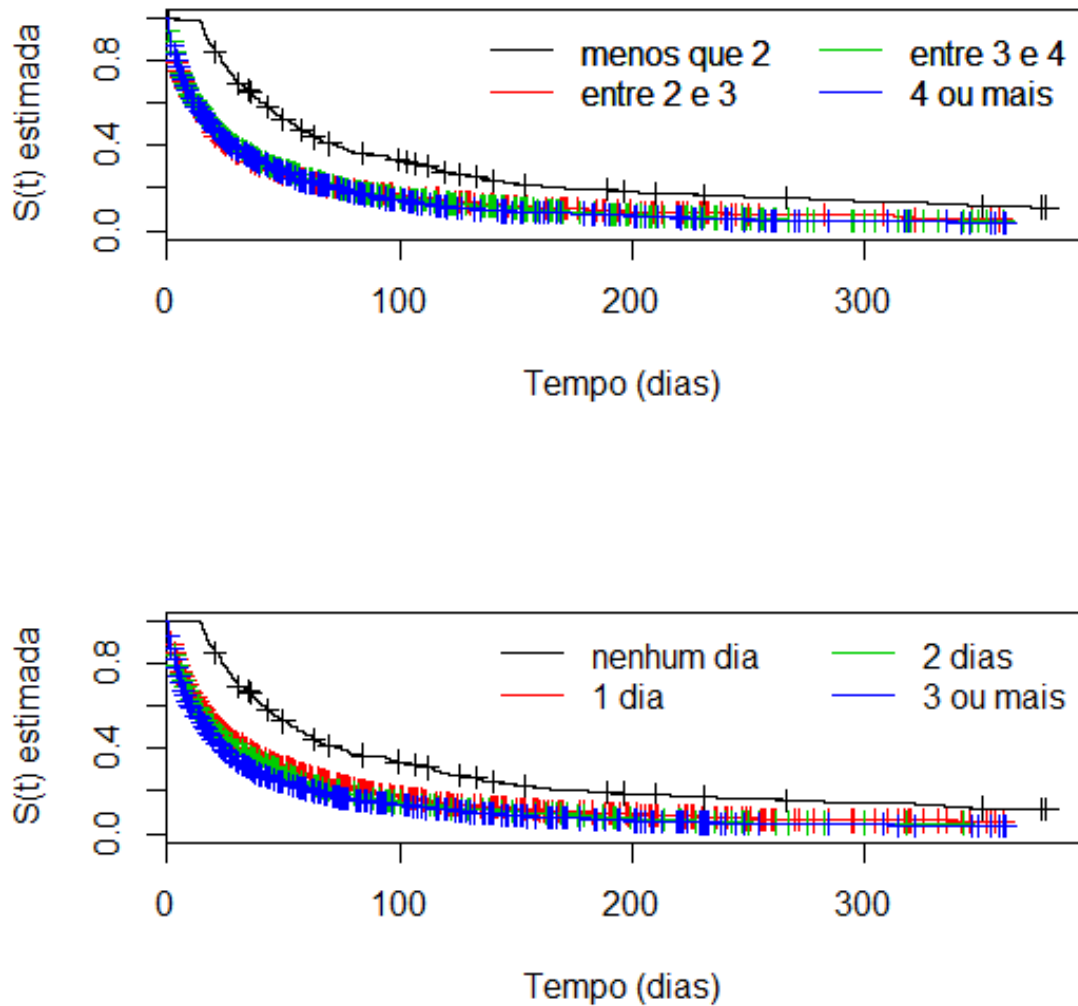 S(t) estimada
0.0 0.4 0.8
menos que 2 entre 3 e 4
entre 2 e 3 4 ou mais
0 100 200 300
Tempo (dias)
S(t) estimada
0.0 0.4 0.8
nenhum dia 2 dias
1 dia 3 ou mais
0 100 200 300
Tempo (dias)